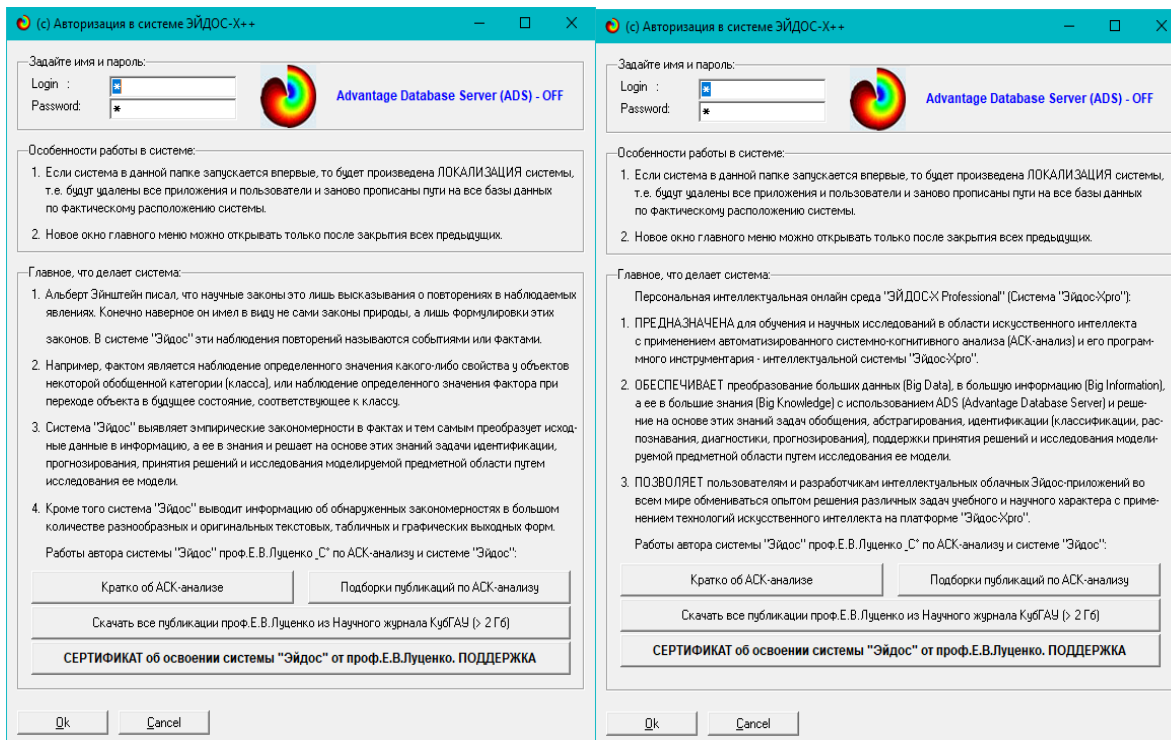 (c) Авторизация в системе ЭЙДОС-X++
Задайте имя и пароль:
Login :
*
Password:
*
Advantage Database Server (ADS) - OFF
Особенности работы в системе:
1. Если система в данной папке запускается впервые, то будет произведена ЛОКАЛИЗАЦИЯ системы,
т.е. будут удалены все приложения и пользователи и заново прописаны пути на все базы данных
по фактическому расположению системы.
2. Новое окно главного меню можно открывать только после закрытия всех предыдущих.
Главное, что делает система:
1. Альберт Эйнштейн писал, что научные законы это лишь высказывания о повторениях в наблюдаемых
явлениях. Конечно наверное он имел в виду не сами законы природы, а лишь формулировки этих
законов. В системе "Эйдос" эти наблюдения повторений называются событиями или фактами.
2. Например, фактом является наблюдение определенного значения какого-либо свойства у объектов
некоторой обобщенной категории (класса), или наблюдение определенного значения фактора при
переходе объекта в будущее состояние, соответствующее к классу.
3. Система "Эйдос" выявляет эмпирические закономерности в фактах и тем самым преобразует исход-
ные данные в информацию, а ее в знания и решает на основе этих знаний задачи идентификации,
прогнозирования, принятия решений и исследования моделируемой предметной области путем
исследования ее модели.
4. Кроме того система "Эйдос" выводит информацию об обнаруженных закономерностях в большом
количестве разнообразных и оригинальных текстовых, табличных и графических выходных форм.
Работы автора системы "Эйдос" проф.Е.В.Луценко _С° по АСК-анализу и системе "Эйдос":
Кратко об АСК-анализе
Подборки публикаций по АСК-анализу
Скачать все публикации проф.Е.В.Луценко из Научного журнала КубГАУ (> 2 Гб)
СЕРТИФИКАТ об освоении системы "Эйдос" от проф.Е.В.Луценко. ПОДДЕРЖКА
Ok
Cancel
(c) Авторизация в системе ЭЙДОС-X++
Задайте имя и пароль:
Login :
*
Password:
*
Advantage Database Server (ADS) - OFF
Особенности работы в системе:
1. Если система в данной папке запускается впервые, то будет произведена ЛОКАЛИЗАЦИЯ системы,
т.е. будут удалены все приложения и пользователи и заново прописаны пути на все базы данных
по фактическому расположению системы.
2. Новое окно главного меню можно открывать только после закрытия всех предыдущих.
Главное, что делает система:
Персональная интеллектуальная онлайн среда "ЭЙДОС-X Professional" (Система "Эйдос-Xpro"):
1. ПРЕДНАЗНАЧЕНА для обучения и научных исследований в области искусственного интеллекта
с применением автоматизированного системно-когнитивного анализа (АСК-анализ) и его програм-
много инструментария - интеллектуальной системы "Эйдос-Xpro".
2. ОБЕСПЕЧИВАЕТ преобразование больших данных (Big Data), в большую информацию (Big Information),
а ее в большие знания (Big Knowledge) с использованием ADS (Advantage Database Server) и реше-
ние на основе этих знаний задач обобщения, абстрагирования, идентификации (классификации, рас-
познавания, диагностики, прогнозирования), поддержки принятия решений и исследования модели-
руемой предметной области путем исследования ее модели.
3. ПОЗВОЛЯЕТ пользователям и разработчикам интеллектуальных облачных Эйдос-приложений во
всем мире обмениваться опытом решения различных задач учебного и научного характера с приме-
нением технологий искусственного интеллекта на платформе "Эйдос-Xpro".
Работы автора системы "Эйдос" проф.Е.В.Луценко _С° по АСК-анализу и системе "Эйдос":
Кратко об АСК-анализе
Подборки публикаций по АСК-анализу
Скачать все публикации проф.Е.В.Луценко из Научного журнала КубГАУ (> 2 Гб)
СЕРТИФИКАТ об освоении системы "Эйдос" от проф.Е.В.Луценко. ПОДДЕРЖКА
Ok
Cancel